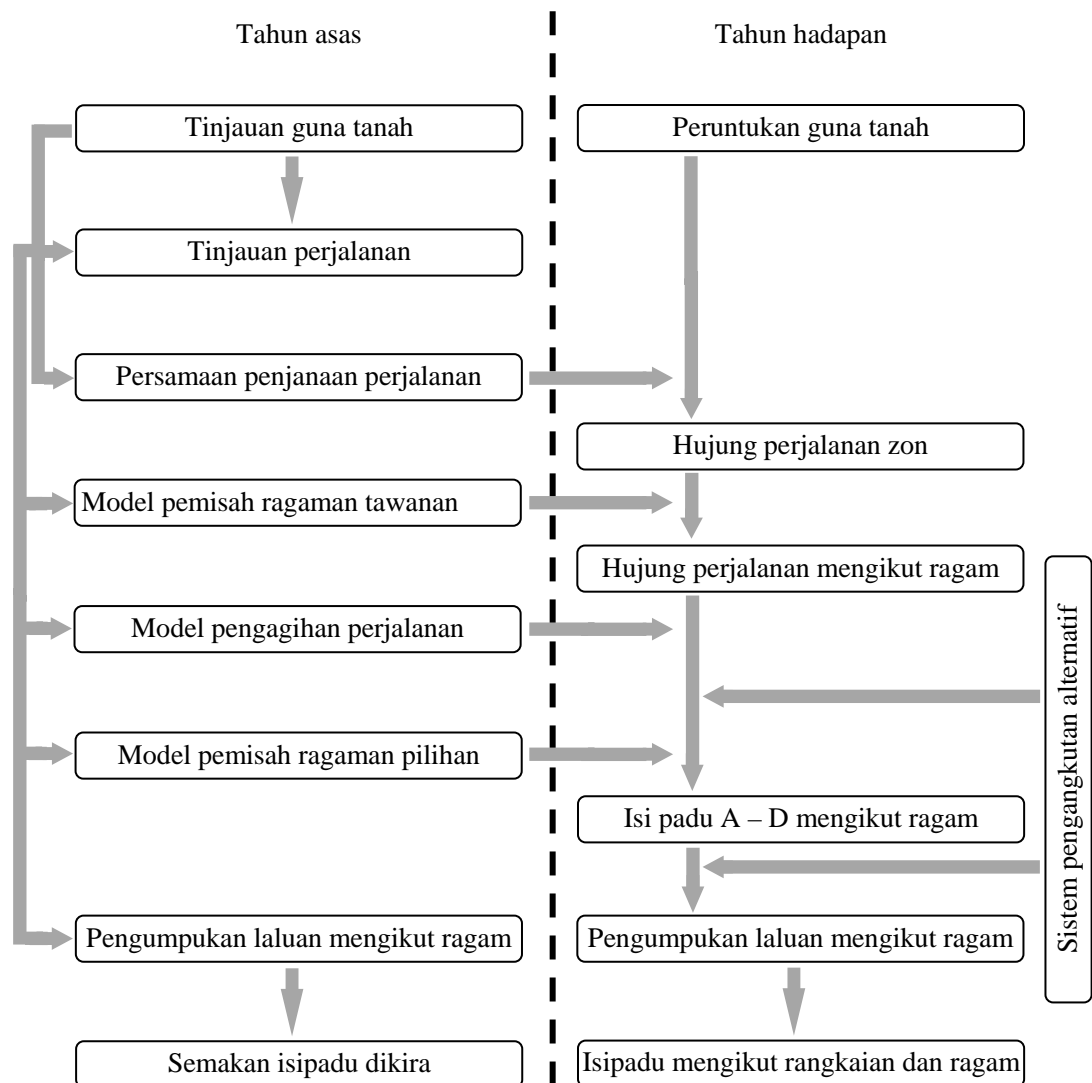 Tahun asas
Tahun hadapan
Tinjauan guna tanah
Peruntukan guna tanah
Tinjauan perjalanan
Persamaan penjanaan perjalanan
Hujung perjalanan zon
Model pemisah ragaman tawanan
Hujung perjalanan mengikut ragam
Model pengagihan perjalanan
Model pemisah ragaman pilihan
Isi padu A – D mengikut ragam
Sistem pengangkutan alternatif
Pengumpukan laluan mengikut ragam
Pengumpukan laluan mengikut ragam
Semakan isipadu dikira
Isipadu mengikut rangkaian dan ragam